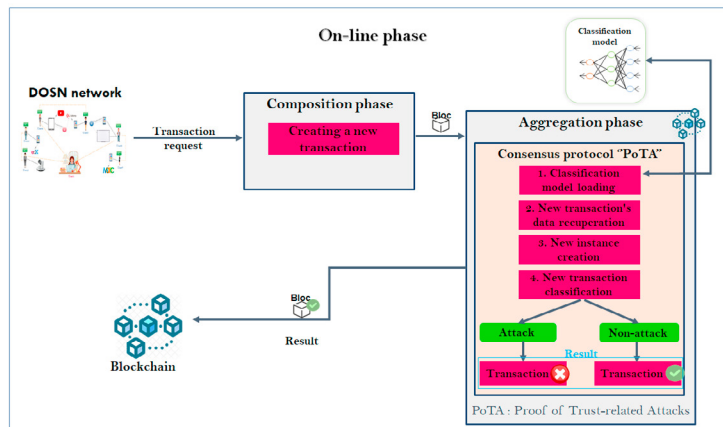 On-line phase
Classification
model
DOSN network
Composition phase
Creating a new
transaction
Transaction
request
Bloc
Aggregation phase
Consensus protocol "PoTA"
1. Classification
model loading
2. New transaction's
data recuperation
3. New instance
creation
4. New transaction
classification
Attack
Non-attack
Result
Transaction
Transaction
Bloc
Result
Blockchain
PoTA : Proof of Trust-related Attacks